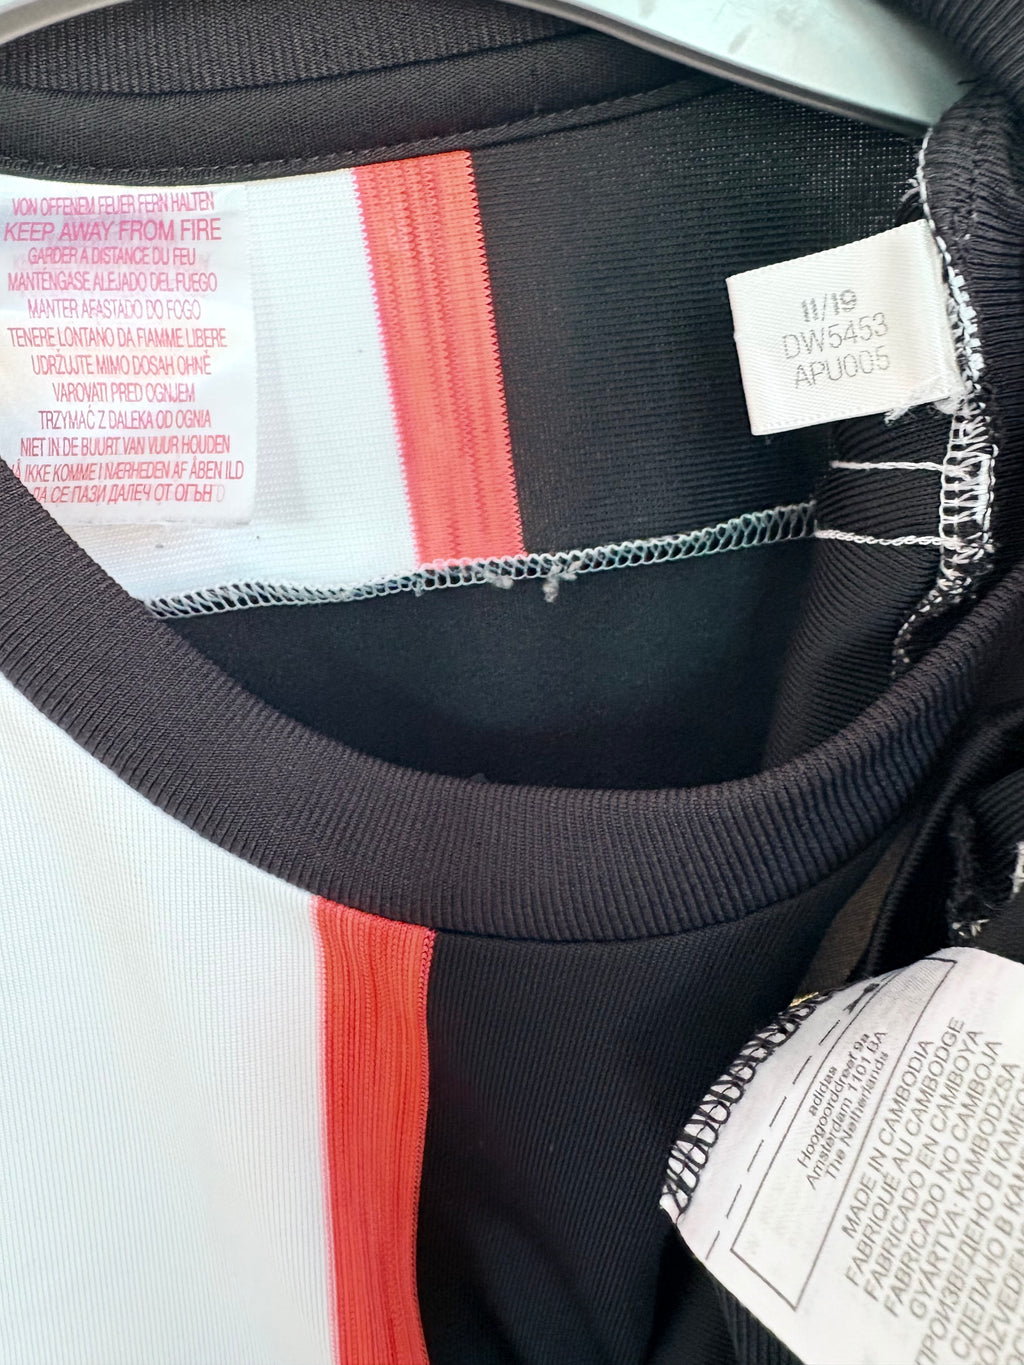 VON OFFENEM FEUER FERN HALTEN
KEEP AWAY FROM FIRE
GARDER À DISTANCE DU FEU
MANTÉNGASE ALEJADO DEL FUEGO
MANTER AFASTADO DO FOGO
TENERE LONTANO DA FIAMME LIBERE
UDRŽUJTE MIMO DOSAH OHNĚ
VAROVATI PRED OGNJEM
TRZYMAĆ Z DALEKA OD OGNIA
NIET IN DE BUURT VAN VUUR HOUDEN
IKKE KOMME I NÆRHEDEN AF ÅBEN ILD
ДА СЕ ПАЗИ ДАЛЕЧ ОТ ОГЪН
11/19
DW5453
APU005
adidas
Hoogoorddreef 9a
Amsterdam 1101 BA
The Netherlands
MADE IN CAMBODIA
FABRIQUÉ AU CAMBODGE
FABRICADO EN CAMBOYA
FABRICADO NO CAMBOJA
GYÁRTVA: KAMBODZSA
ПРОИЗВЕДЕНО В
СДЕЛАНО В